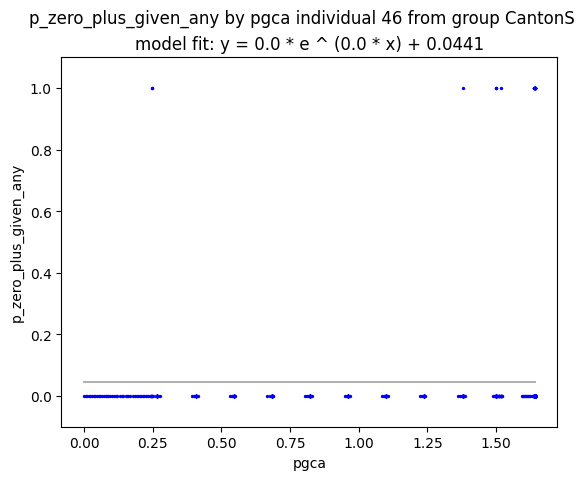 p_zero_plus_given_any by pgca individual 46 from group CantonS
model fit: y = 0.0 * e ^ (0.0 * x) + 0.0441
1.0
0.8
0.6
0.4
0.2
0.0
p_zero_plus_given_any
0.00 0.25 0.50 0.75 1.00 1.25 1.50
pgca